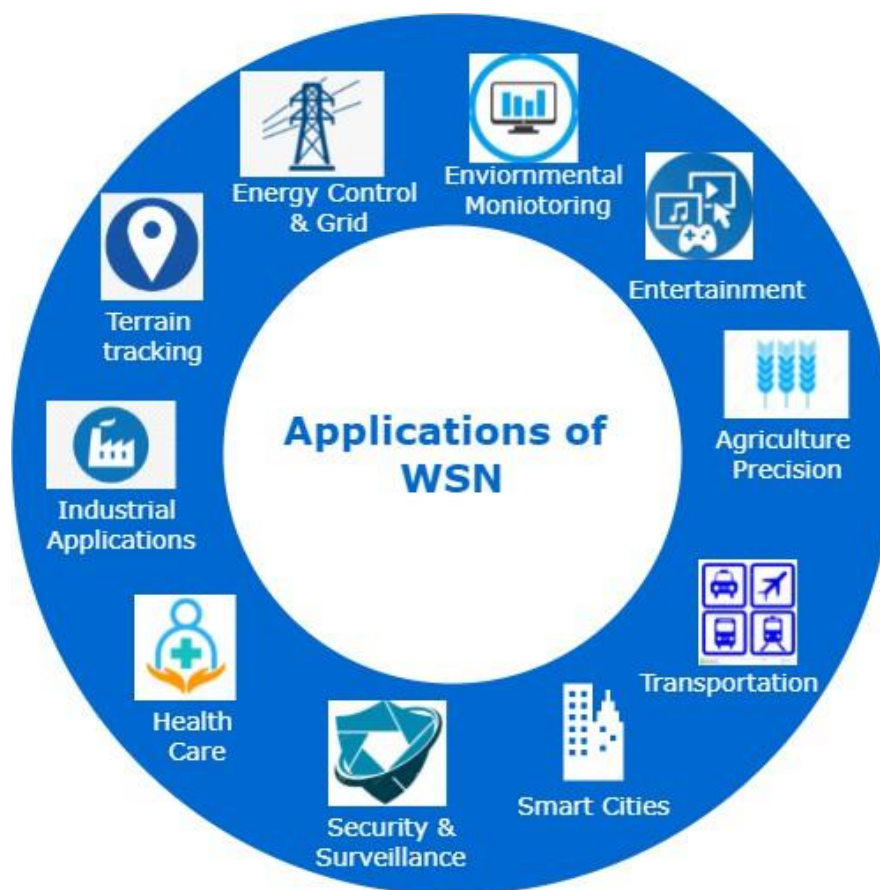 Applications of
WSN
Enviornmental
Moniotoring
Entertainment
Agriculture
Precision
Transportation
Smart Cities
Security &
Surveillance
Health
Care
Industrial
Applications
Terrain
tracking
Energy Control
& Grid